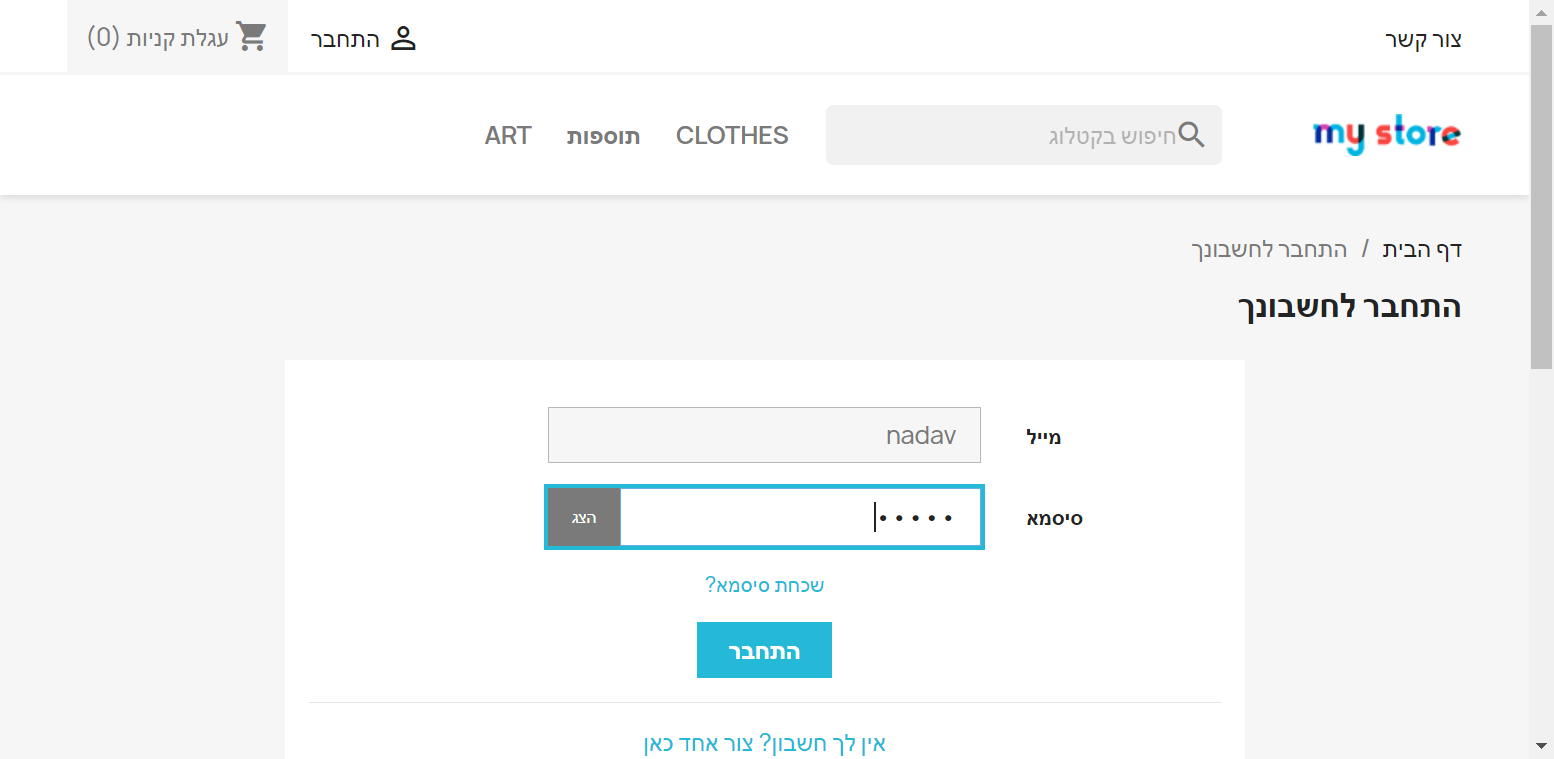 צור קשר
התחבר
עגלת קניות (0)
my store
חיפוש בקטלוג
CLOTHES
תוספות
ART
דף הבית / התחבר לחשבונך
התחבר לחשבונך
מייל
nadav
סיסמא
•••••
הצג
שכחת סיסמא?
התחבר
אין לך חשבון? צור אחד כאן